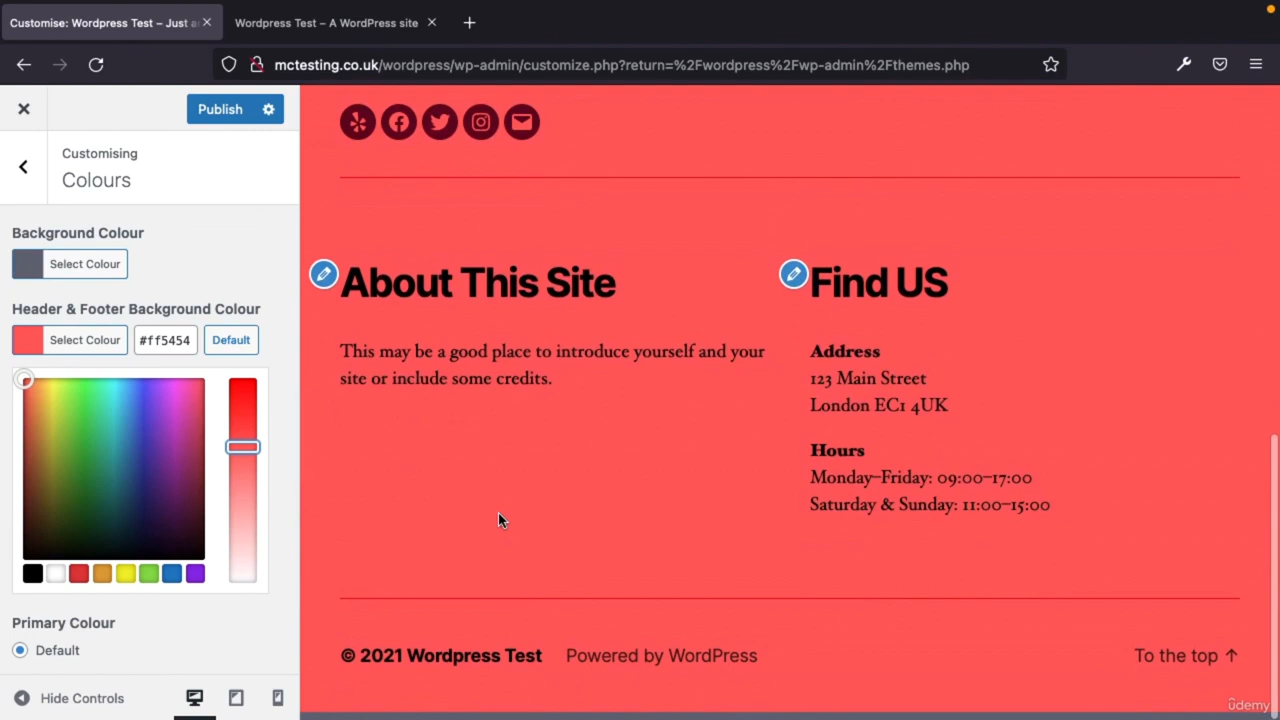 Customise: Wordpress Test – Just a
Wordpress Test – A WordPress site
mctesting.co.uk/wordpress/wp-admin/customize.php?return=%2Fwordpress%2Fwp-admin%2Fthemes.php
Publish
Customising
Colours
Background Colour
Select Colour
Header & Footer Background Colour
Select Colour
#ff5454
Default
Primary Colour
Default
Hide Controls
About This Site
This may be a good place to introduce yourself and your
site or include some credits.
Find US
Address
123 Main Street
London EC1 4UK
Hours
Monday–Friday: 09:00–17:00
Saturday & Sunday: 11:00–15:00
© 2021 Wordpress Test
Powered by WordPress
To the top ↑
ûdemy